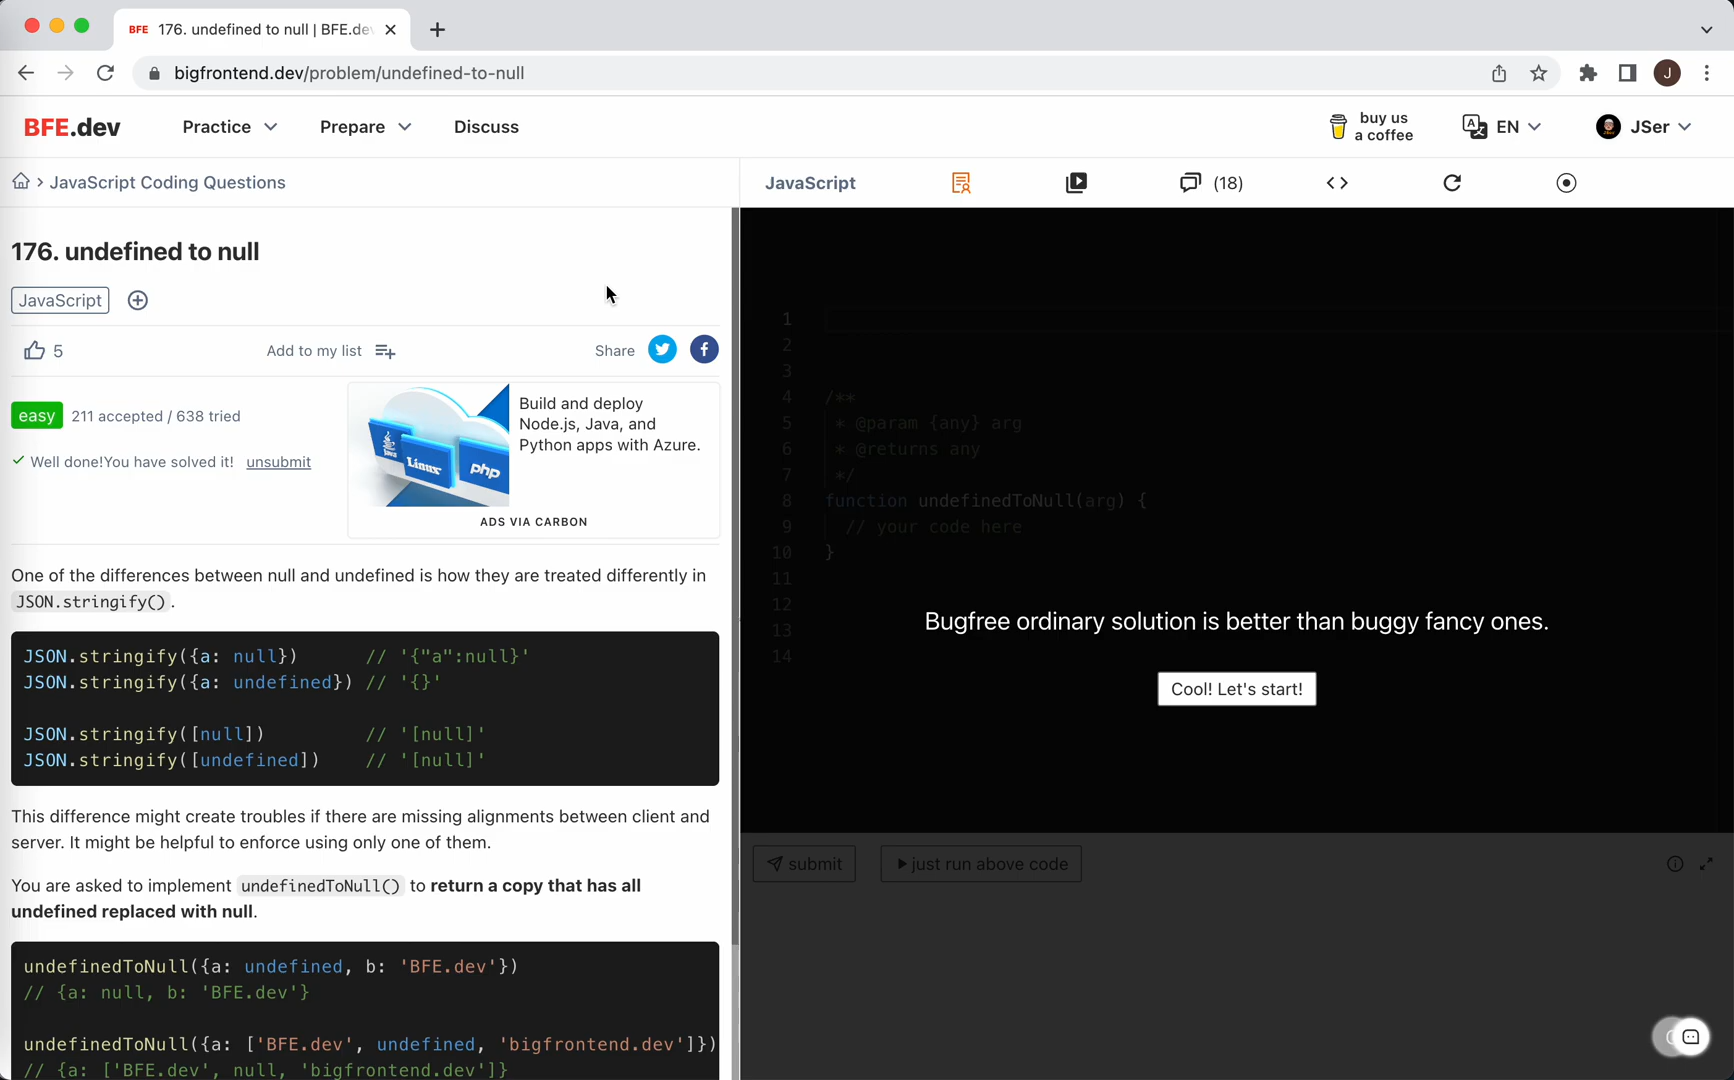 BFE 176. undefined to null | BFE.de
bigfrontend.dev/problem/undefined-to-null
J
BFE.dev
Practice
Prepare
Discuss
buy us
a coffee
EN
JSer
> JavaScript Coding Questions
JavaScript
(18)
176. undefined to null
JavaScript
5
Add to my list
Share
easy
211 accepted / 638 tried
Well done!You have solved it! unsubmit
Java
Linux
php
Build and deploy
Node.js, Java, and
Python apps with Azure.
ADS VIA CARBON
One of the differences between null and undefined is how they are treated differently in
JSON.stringify() .
JSON.stringify({a: null}) // '{"a":null}'
JSON.stringify({a: undefined}) // '{}'
JSON.stringify([null]) // '[null]'
JSON.stringify([undefined]) // '[null]'
This difference might create troubles if there are missing alignments between client and
server. It might be helpful to enforce using only one of them.
You are asked to implement undefinedToNull() to return a copy that has all
undefined replaced with null.
undefinedToNull({a: undefined, b: 'BFE.dev'})
// {a: null, b: 'BFE.dev'}
undefinedToNull({a: ['BFE.dev', undefined, 'bigfrontend.dev']})
// {a: ['BFE.dev', null, 'bigfrontend.dev']}
1
2
3
4 /**
5 * @param {any} arg
6 * @returns any
7 */
8 function undefinedToNull(arg) {
9 // your code here
10 }
11
12
13
14
Bugfree ordinary solution is better than buggy fancy ones.
Cool! Let's start!
submit
just run above code